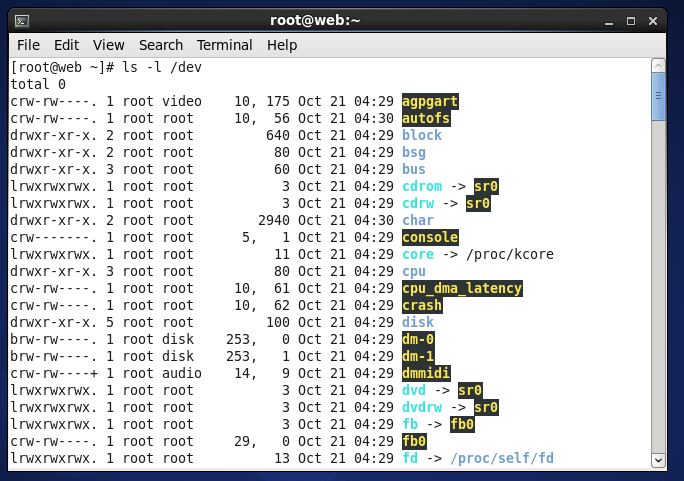 root@web:~
File Edit View Search Terminal Help
[root@web ~]# ls -l /dev
total 0
crw-rw----. 1 root video    10, 175 Oct 21 04:29 agpgart
crw-rw----. 1 root root     10,  56 Oct 21 04:30 autofs
drwxr-xr-x. 2 root root         640 Oct 21 04:29 block
drwxr-xr-x. 2 root root          80 Oct 21 04:29 bsg
drwxr-xr-x. 3 root root          60 Oct 21 04:29 bus
lrwxrwxrwx. 1 root root           3 Oct 21 04:29 cdrom -> sr0
lrwxrwxrwx. 1 root root           3 Oct 21 04:29 cdrw -> sr0
drwxr-xr-x. 2 root root        2940 Oct 21 04:30 char
crw-------. 1 root root      5,   1 Oct 21 04:29 console
lrwxrwxrwx. 1 root root          11 Oct 21 04:29 core -> /proc/kcore
drwxr-xr-x. 3 root root          80 Oct 21 04:29 cpu
crw-rw----. 1 root root     10,  61 Oct 21 04:29 cpu_dma_latency
crw-rw----. 1 root root     10,  62 Oct 21 04:29 crash
drwxr-xr-x. 5 root root         100 Oct 21 04:29 disk
brw-rw----. 1 root disk    253,   0 Oct 21 04:29 dm-0
brw-rw----. 1 root disk    253,   1 Oct 21 04:29 dm-1
crw-rw----+ 1 root audio    14,   9 Oct 21 04:29 dmmidi
lrwxrwxrwx. 1 root root           3 Oct 21 04:29 dvd -> sr0
lrwxrwxrwx. 1 root root           3 Oct 21 04:29 dvdrw -> sr0
lrwxrwxrwx. 1 root root           3 Oct 21 04:29 fb -> fb0
crw-rw----. 1 root root     29,   0 Oct 21 04:29 fb0
lrwxrwxrwx. 1 root root          13 Oct 21 04:29 fd -> /proc/self/fd